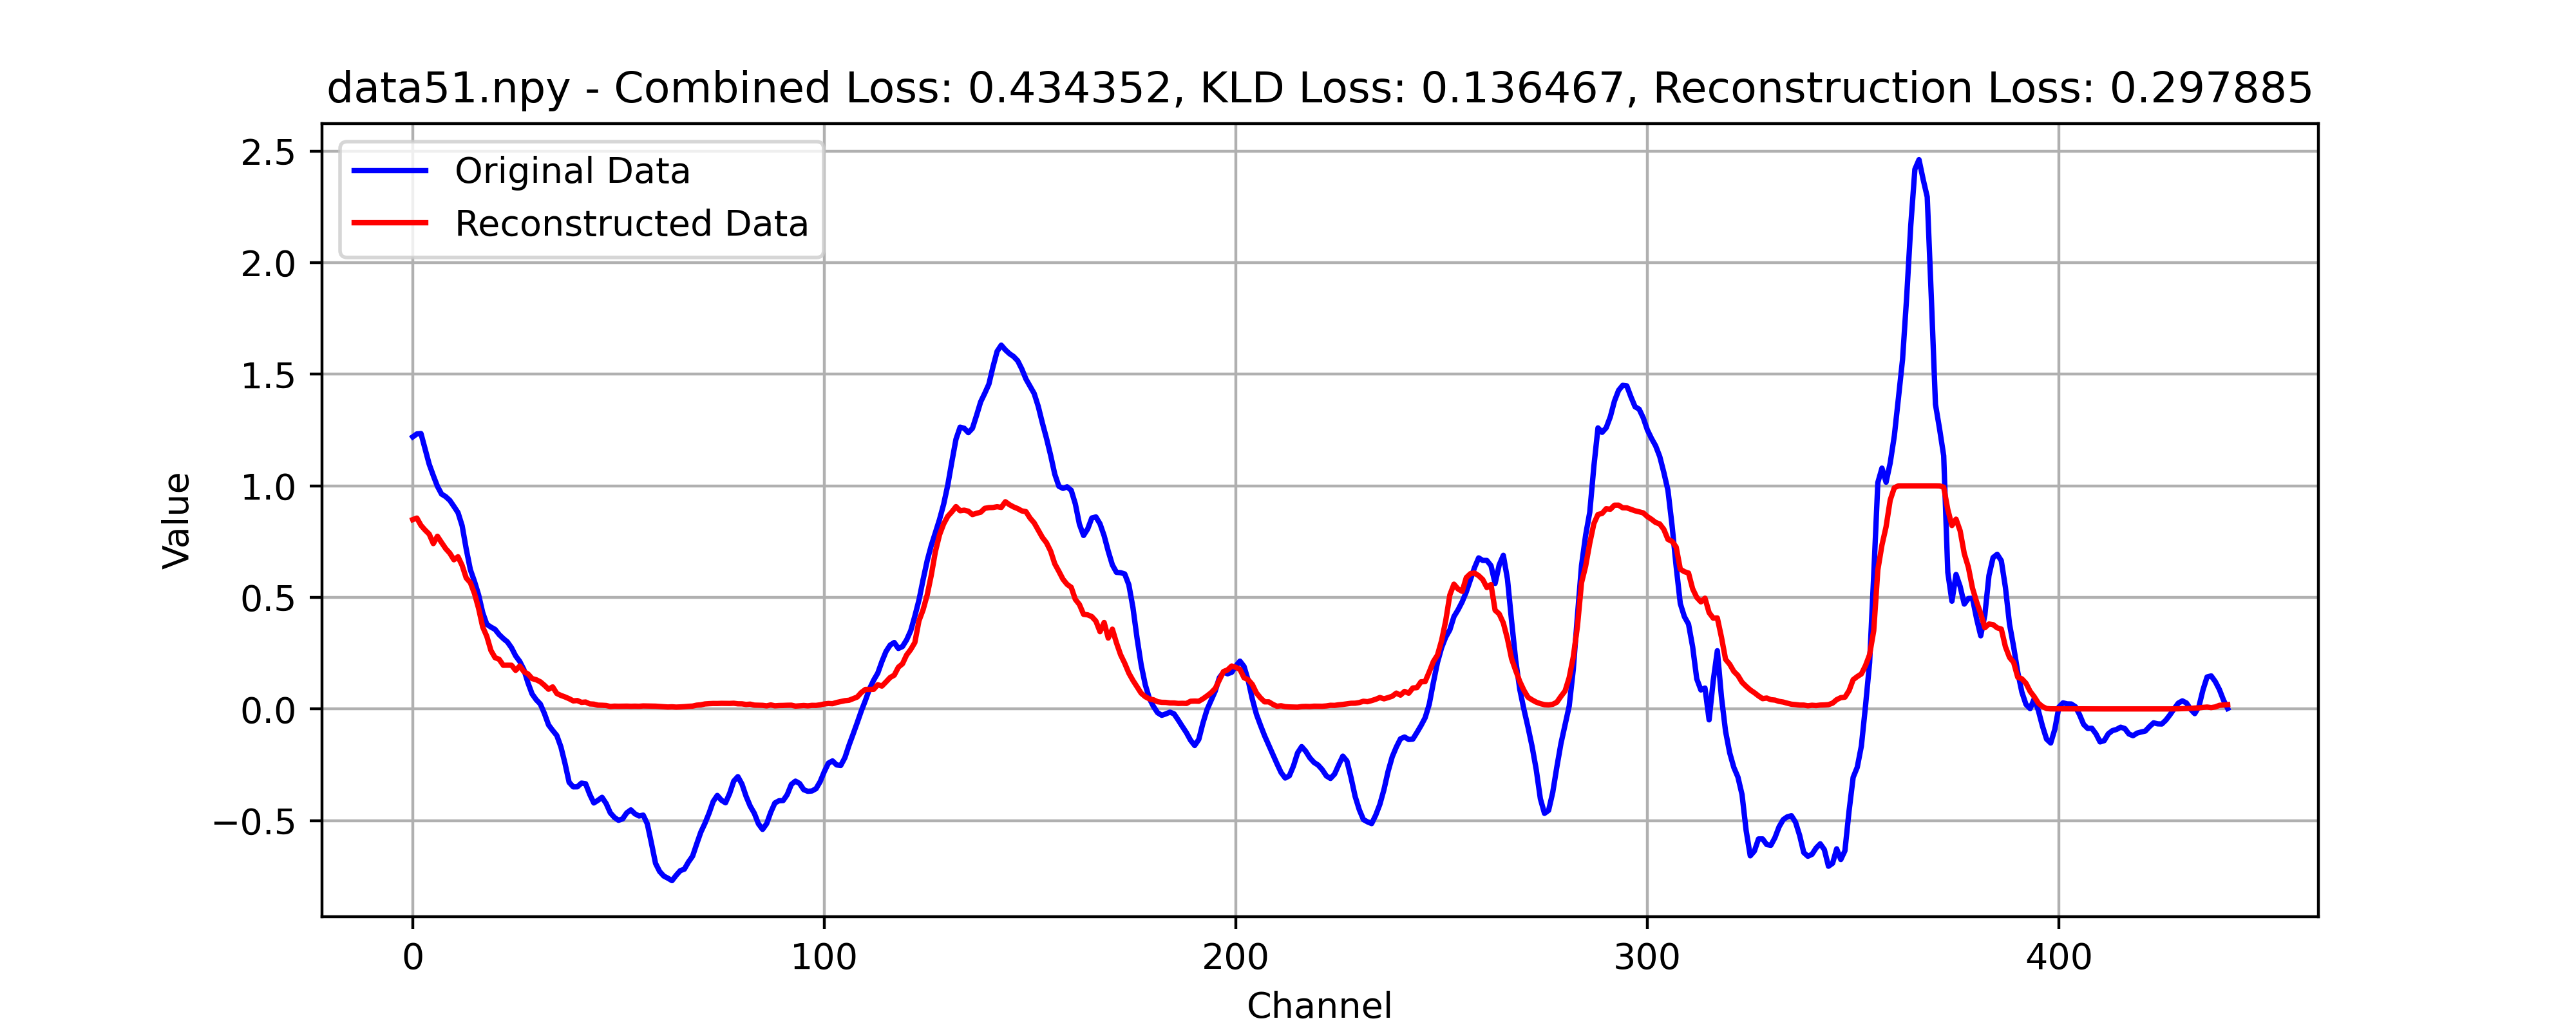 data51.npy - Combined Loss: 0.434352, KLD Loss: 0.136467, Reconstruction Loss: 0.297885
Original Data
Reconstructed Data
2.5
2.0
1.5
1.0
0.5
0.0
−0.5
Value
0 100 200 300 400
Channel